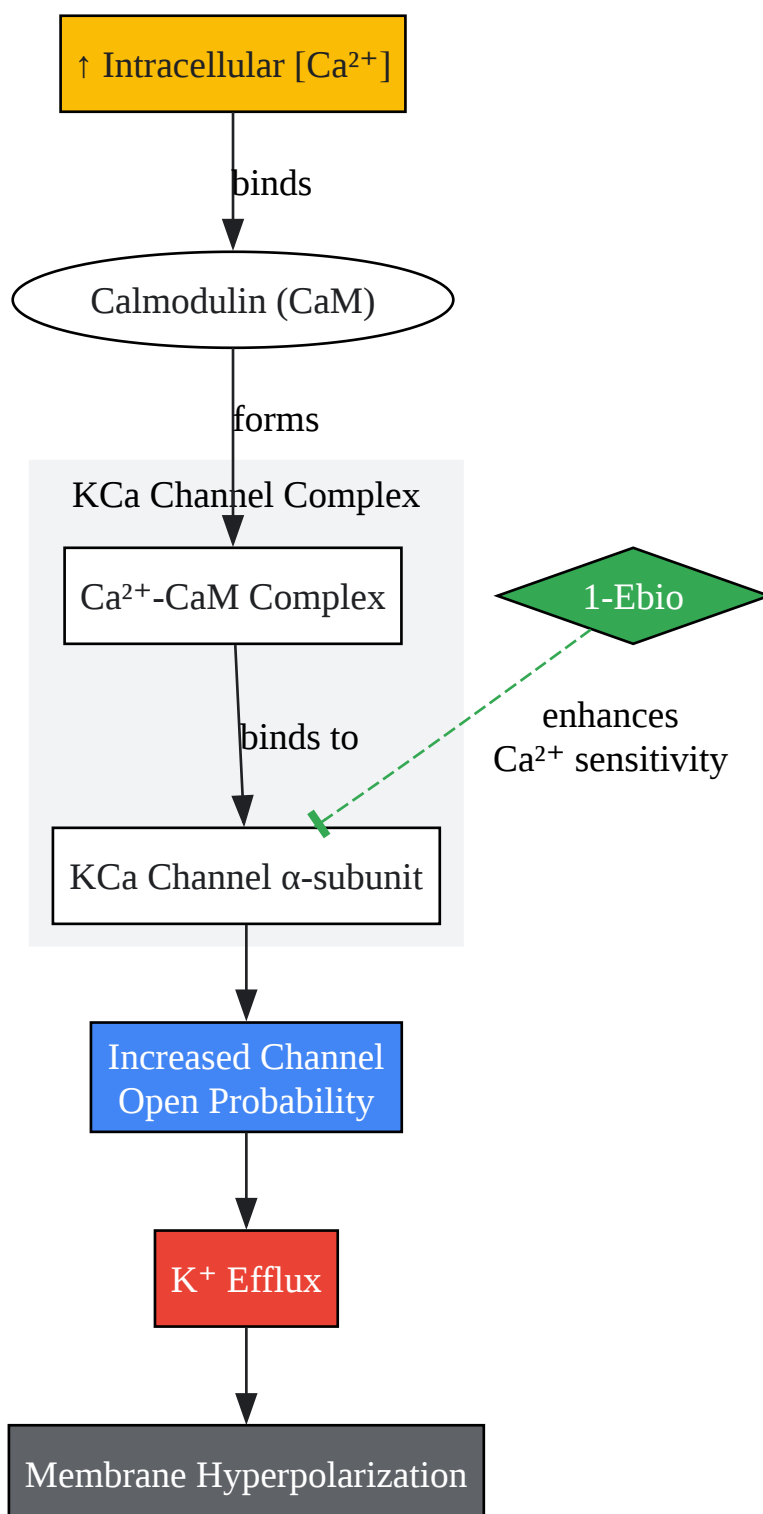 ↑ Intracellular [Ca²⁺]
binds
Calmodulin (CaM)
forms
KCa Channel Complex
Ca²⁺-CaM Complex
1-Ebio
enhances
Ca²⁺ sensitivity
binds to
KCa Channel α-subunit
Increased Channel
Open Probability
K⁺ Efflux
Membrane Hyperpolarization